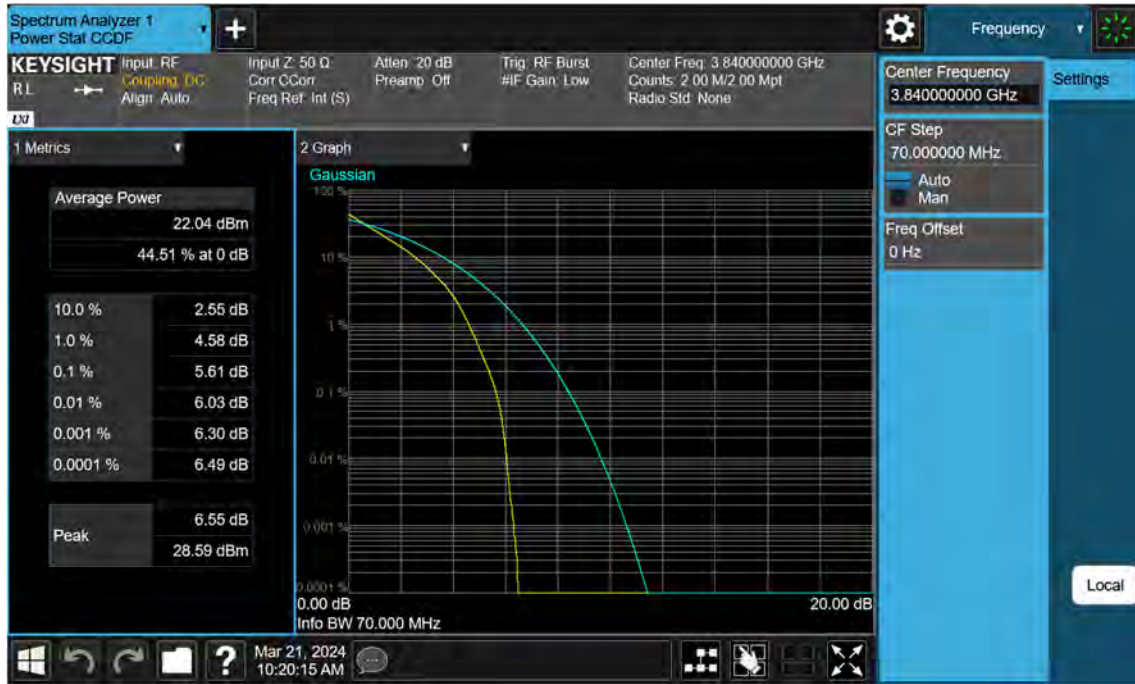 Spectrum Analyzer 1
Power Stat CCDF
+
Frequency
KEYSIGHT
RL
LXI
Input: RF
Coupling: DC
Align: Auto
Input Z: 50 Ω
Corr CCorr
Freq Ref: Int (S)
Atten: 20 dB
Preamp: Off
Trig: RF Burst
#IF Gain: Low
Center Freq: 3.840000000 GHz
Counts: 2.00 M/2.00 Mpt
Radio Std: None
Center Frequency
3.840000000 GHz
Settings
CF Step
70.000000 MHz
Auto
Man
Freq Offset
0 Hz
1 Metrics
Average Power
22.04 dBm
44.51 % at 0 dB
10.0 % 2.55 dB
1.0 % 4.58 dB
0.1 % 5.61 dB
0.01 % 6.03 dB
0.001 % 6.30 dB
0.0001 % 6.49 dB
Peak 6.55 dB
28.59 dBm
2 Graph
Gaussian
100 %
10 %
1 %
0.1 %
0.01 %
0.001 %
0.0001 %
0.00 dB
20.00 dB
Info BW 70.000 MHz
Local
?
Mar 21, 2024
10:20:15 AM